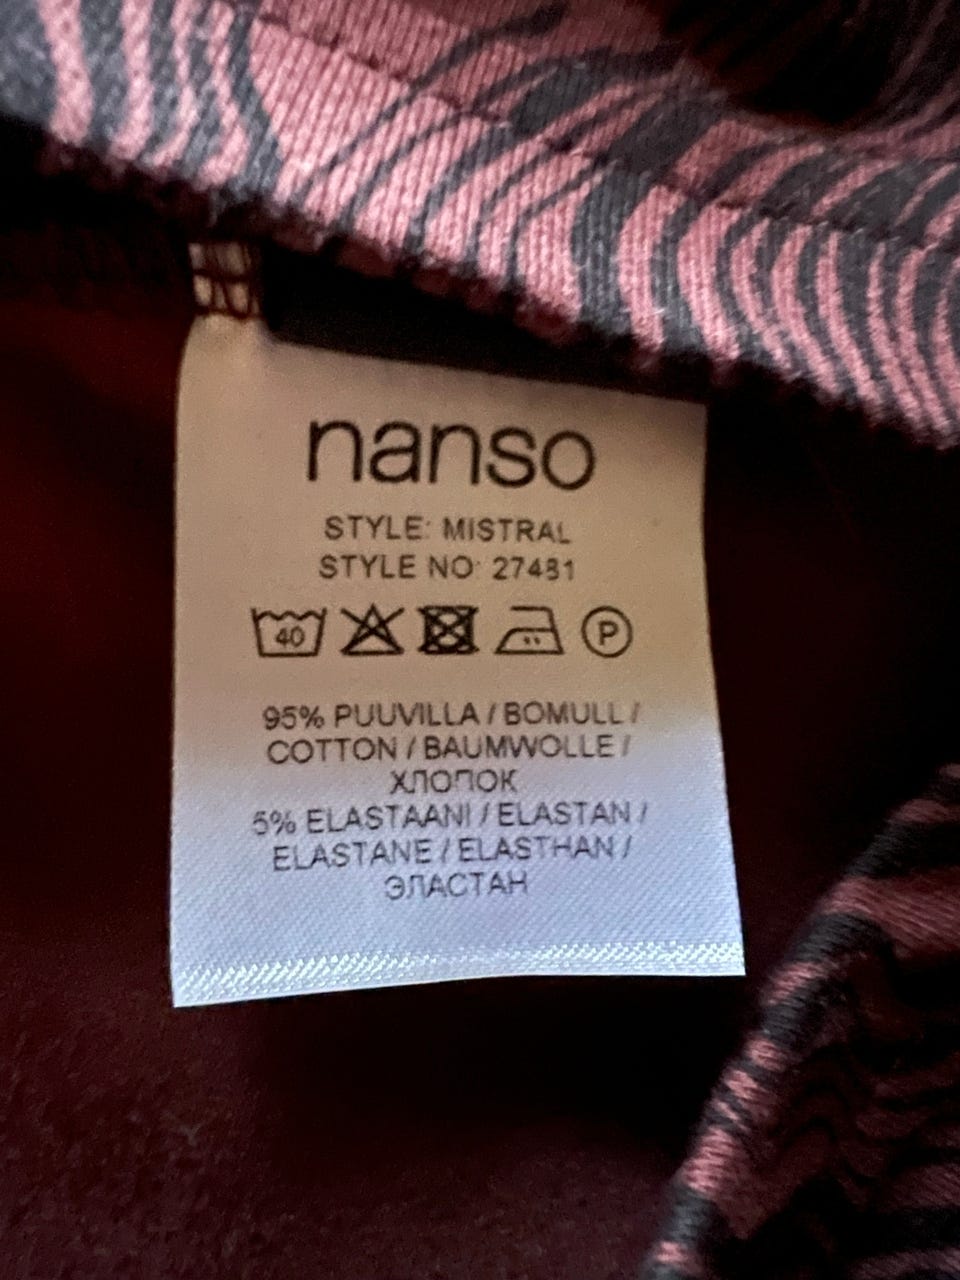 nanso
STYLE: MISTRAL
STYLE NO: 27481
40 P
95% PUUVILLA / BOMULL /
COTTON / BAUMWOLLE /
ХЛОПОК
5% ELASTAANI / ELASTAN /
ELASTANE / ELASTHAN /
ЭЛАСТАН